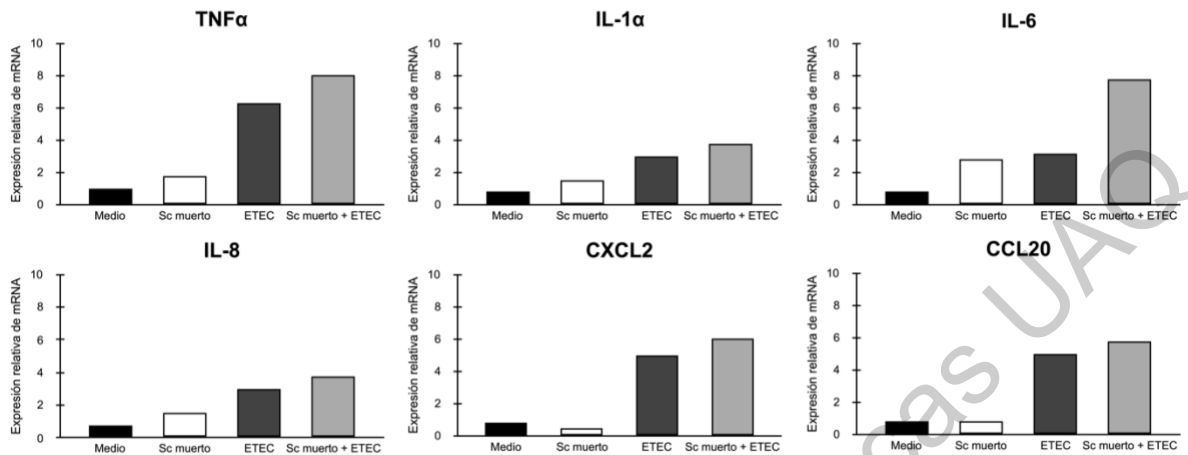 TNFα
Expresión relativa de mRNA
10
8
6
4
2
0
Medio
Sc muerto
ETEC
Sc muerto + ETEC
IL-1α
Expresión relativa de mRNA
10
8
6
4
2
0
Medio
Sc muerto
ETEC
Sc muerto + ETEC
IL-6
Expresión relativa de mRNA
10
8
6
4
2
0
Medio
Sc muerto
ETEC
Sc muerto + ETEC
IL-8
Expresión relativa de mRNA
10
8
6
4
2
0
Medio
Sc muerto
ETEC
Sc muerto + ETEC
CXCL2
Expresión relativa de mRNA
10
8
6
4
2
0
Medio
Sc muerto
ETEC
Sc muerto + ETEC
CCL20
Expresión relativa de mRNA
10
8
6
4
2
0
Medio
Sc muerto
ETEC
Sc muerto + ETEC
UAQ